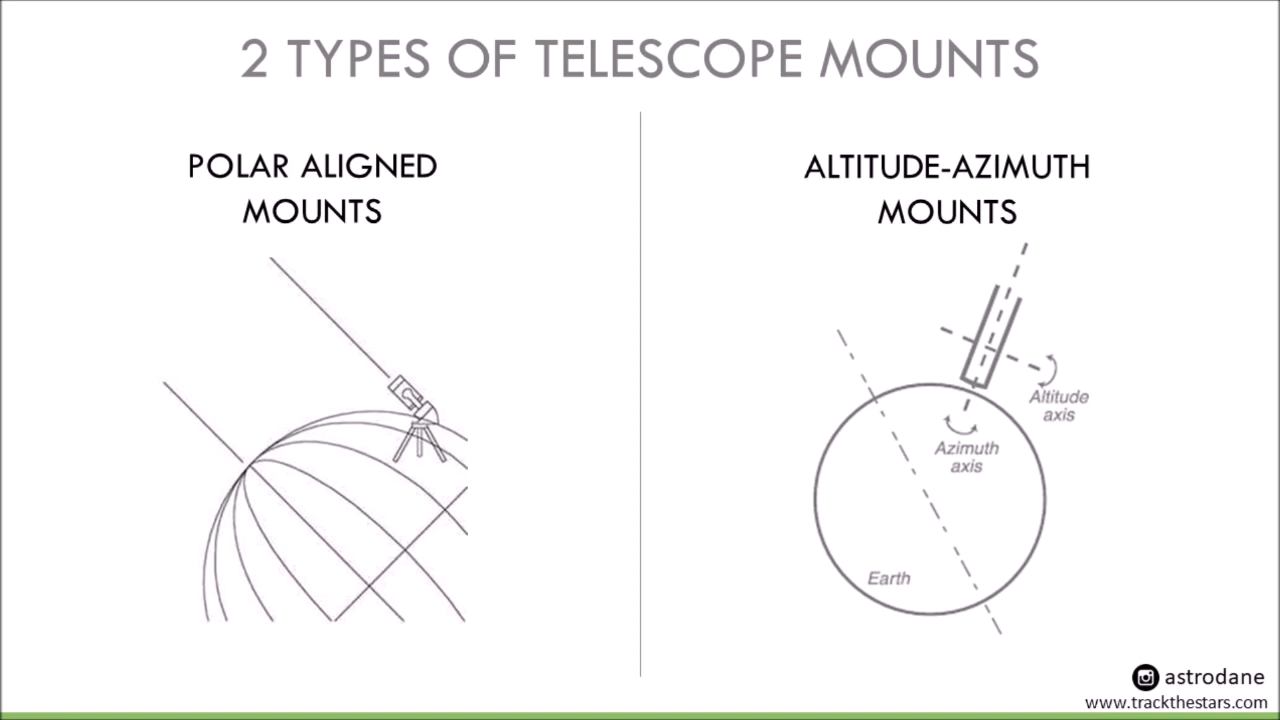 2 TYPES OF TELESCOPE MOUNTS
POLAR ALIGNED
MOUNTS
ALTITUDE-AZIMUTH
MOUNTS
Altitude
axis
Azimuth
axis
Earth
astrodane
www.trackthestars.com